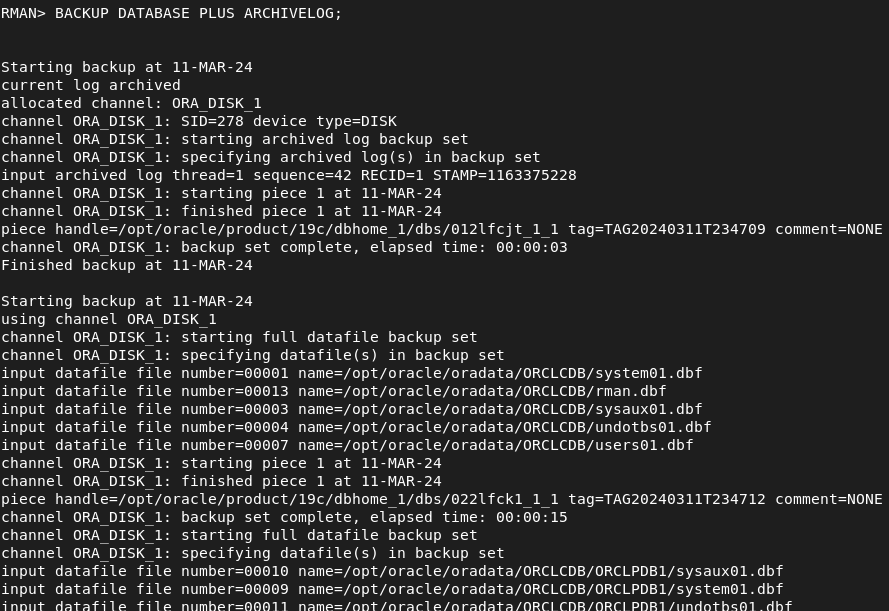 RMAN> BACKUP DATABASE PLUS ARCHIVELOG;
Starting backup at 11-MAR-24
current log archived
allocated channel: ORA_DISK_1
channel ORA_DISK_1: SID=278 device type=DISK
channel ORA_DISK_1: starting archived log backup set
channel ORA_DISK_1: specifying archived log(s) in backup set
input archived log thread=1 sequence=42 RECID=1 STAMP=1163375228
channel ORA_DISK_1: starting piece 1 at 11-MAR-24
channel ORA_DISK_1: finished piece 1 at 11-MAR-24
piece handle=/opt/oracle/product/19c/dbhome_1/dbs/012lfcjt_1_1 tag=TAG20240311T234709 comment=NONE
channel ORA_DISK_1: backup set complete, elapsed time: 00:00:03
Finished backup at 11-MAR-24
Starting backup at 11-MAR-24
using channel ORA_DISK_1
channel ORA_DISK_1: starting full datafile backup set
channel ORA_DISK_1: specifying datafile(s) in backup set
input datafile file number=00001 name=/opt/oracle/oradata/ORCLCDB/system01.dbf
input datafile file number=00013 name=/opt/oracle/oradata/ORCLCDB/rman.dbf
input datafile file number=00003 name=/opt/oracle/oradata/ORCLCDB/sysaux01.dbf
input datafile file number=00004 name=/opt/oracle/oradata/ORCLCDB/undotbs01.dbf
input datafile file number=00007 name=/opt/oracle/oradata/ORCLCDB/users01.dbf
channel ORA_DISK_1: starting piece 1 at 11-MAR-24
channel ORA_DISK_1: finished piece 1 at 11-MAR-24
piece handle=/opt/oracle/product/19c/dbhome_1/dbs/022lfck1_1_1 tag=TAG20240311T234712 comment=NONE
channel ORA_DISK_1: backup set complete, elapsed time: 00:00:15
channel ORA_DISK_1: starting full datafile backup set
channel ORA_DISK_1: specifying datafile(s) in backup set
input datafile file number=00010 name=/opt/oracle/oradata/ORCLCDB/ORCLPDB1/sysaux01.dbf
input datafile file number=00009 name=/opt/oracle/oradata/ORCLCDB/ORCLPDB1/system01.dbf
input datafile file number=00011 name=/opt/oracle/oradata/ORCLCDB/ORCLPDB1/undotbs01.dbf